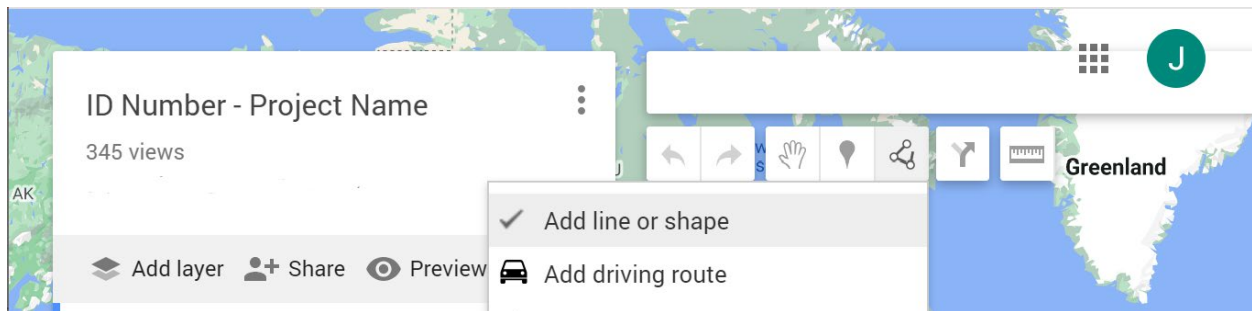 ID Number - Project Name
345 views
J
AK
Greenland
Add line or shape
Add layer
Share
Preview
Add driving route